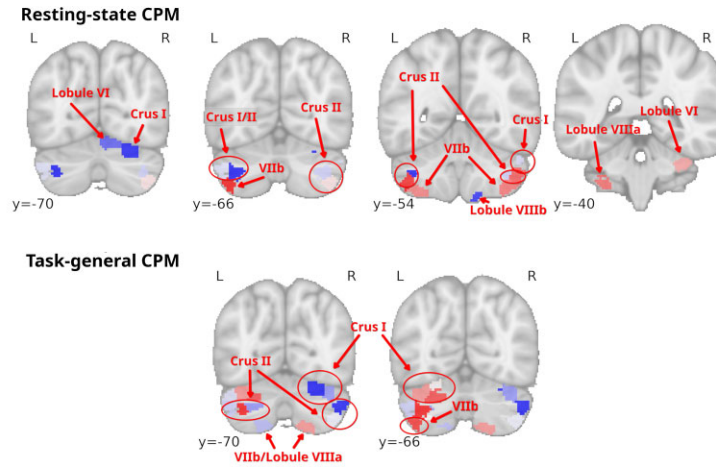 Resting-state CPM
L R L R L R L R
Lobule VI
Crus I
y=-70
Crus I/II
Crus II
VIIb
y=-66
Crus II
Crus I
VIIb
Lobule VIIIb
y=-54
Lobule VI
Lobule VIIIa
y=-40
Task-general CPM
L R L R
Crus I
Crus II
VIIb
y=-70
y=-66
VIIb/Lobule VIIIa